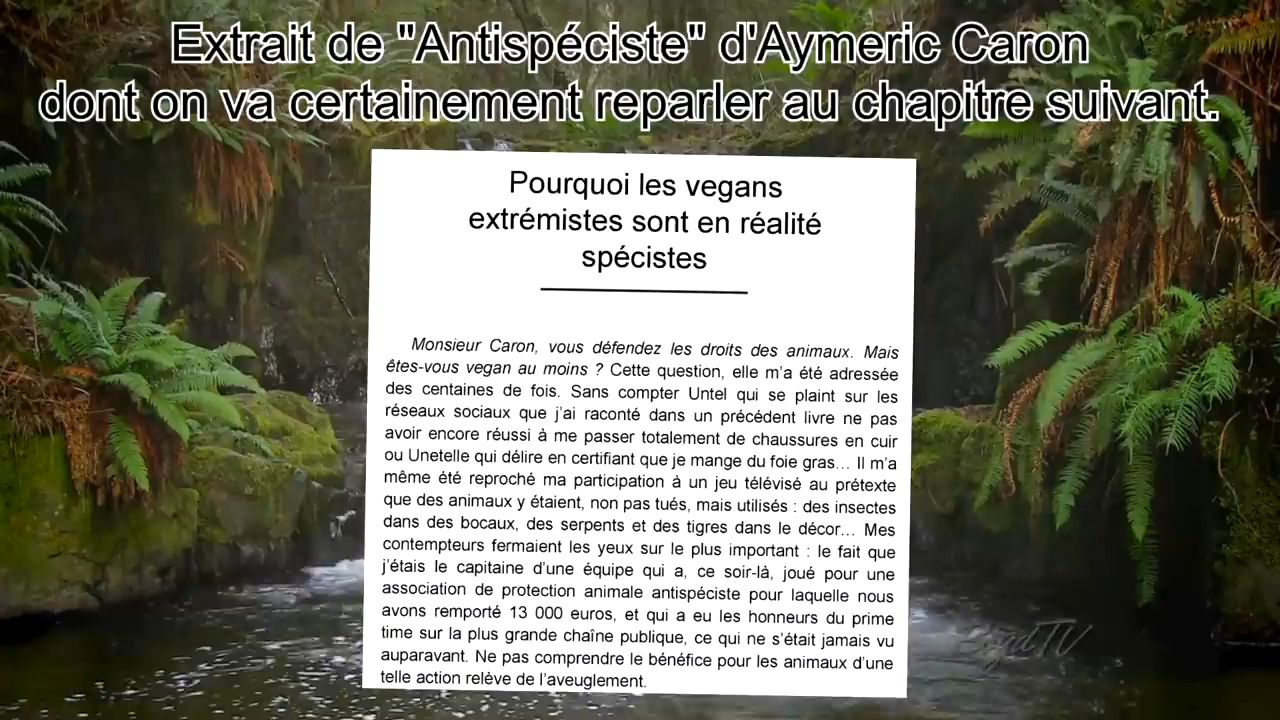 Extrait de "Antispéciste" d'Aymeric Caron
dont on va certainement reparler au chapitre suivant.
Pourquoi les vegans
extrémistes sont en réalité
spécistes
Monsieur Caron, vous défendez les droits des animaux. Mais
êtes-vous vegan au moins ? Cette question, elle m'a été adressée
des centaines de fois. Sans compter Untel qui se plaint sur les
réseaux sociaux que j'ai raconté dans un précédent livre ne pas
avoir encore réussi à me passer totalement de chaussures en cuir
ou Unetelle qui délire en certifiant que je mange du foie gras... Il m'a
même été reproché ma participation à un jeu télévisé au prétexte
que des animaux y étaient, non pas tués, mais utilisés : des insectes
dans des bocaux, des serpents et des tigres dans le décor... Mes
contempteurs fermaient les yeux sur le plus important : le fait que
j'étais le capitaine d'une équipe qui a, ce soir-là, joué pour une
association de protection animale antispéciste pour laquelle nous
avons remporté 13 000 euros, et qui a eu les honneurs du prime
time sur la plus grande chaîne publique, ce qui ne s'était jamais vu
auparavant. Ne pas comprendre le bénéfice pour les animaux d'une
telle action relève de l'aveuglement.